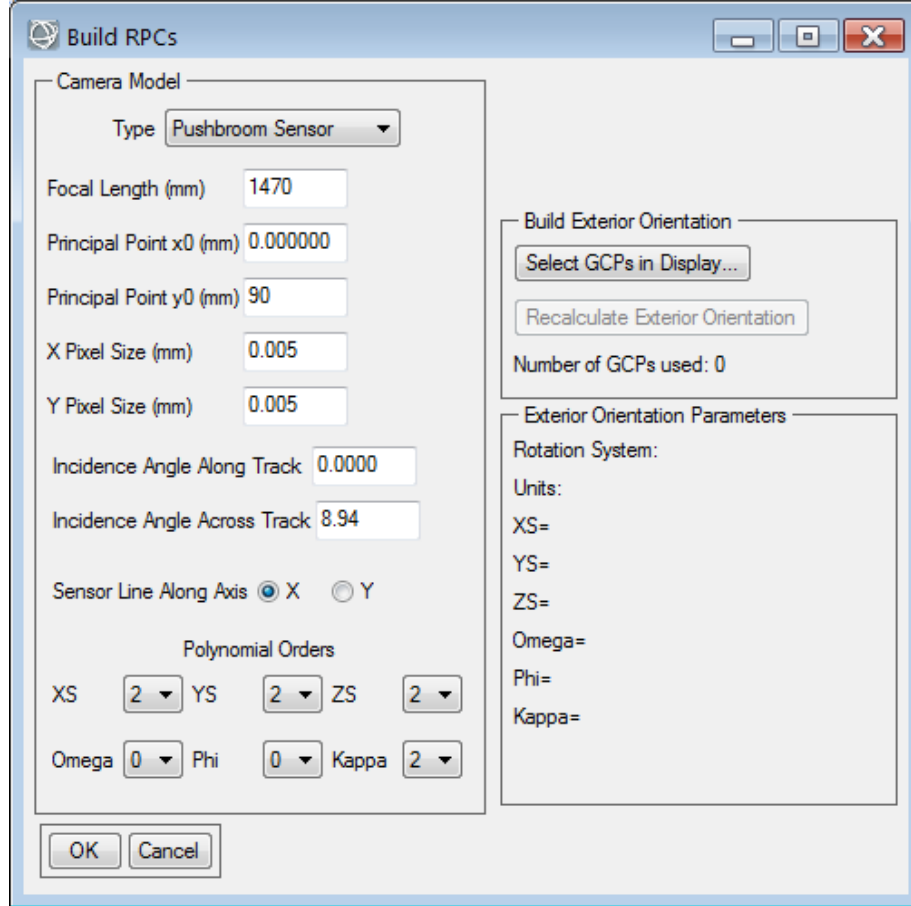 Build RPCs
Camera Model
Type Pushbroom Sensor
Focal Length (mm) 1470
Principal Point x0 (mm) 0.000000
Principal Point y0 (mm) 90
X Pixel Size (mm) 0.005
Y Pixel Size (mm) 0.005
Incidence Angle Along Track 0.0000
Incidence Angle Across Track 8.94
Sensor Line Along Axis X Y
Polynomial Orders
XS 2 YS 2 ZS 2
Omega 0 Phi 0 Kappa 2
OK Cancel
Build Exterior Orientation
Select GCPs in Display...
Recalculate Exterior Orientation
Number of GCPs used: 0
Exterior Orientation Parameters
Rotation System:
Units:
XS=
YS=
ZS=
Omega=
Phi=
Kappa=